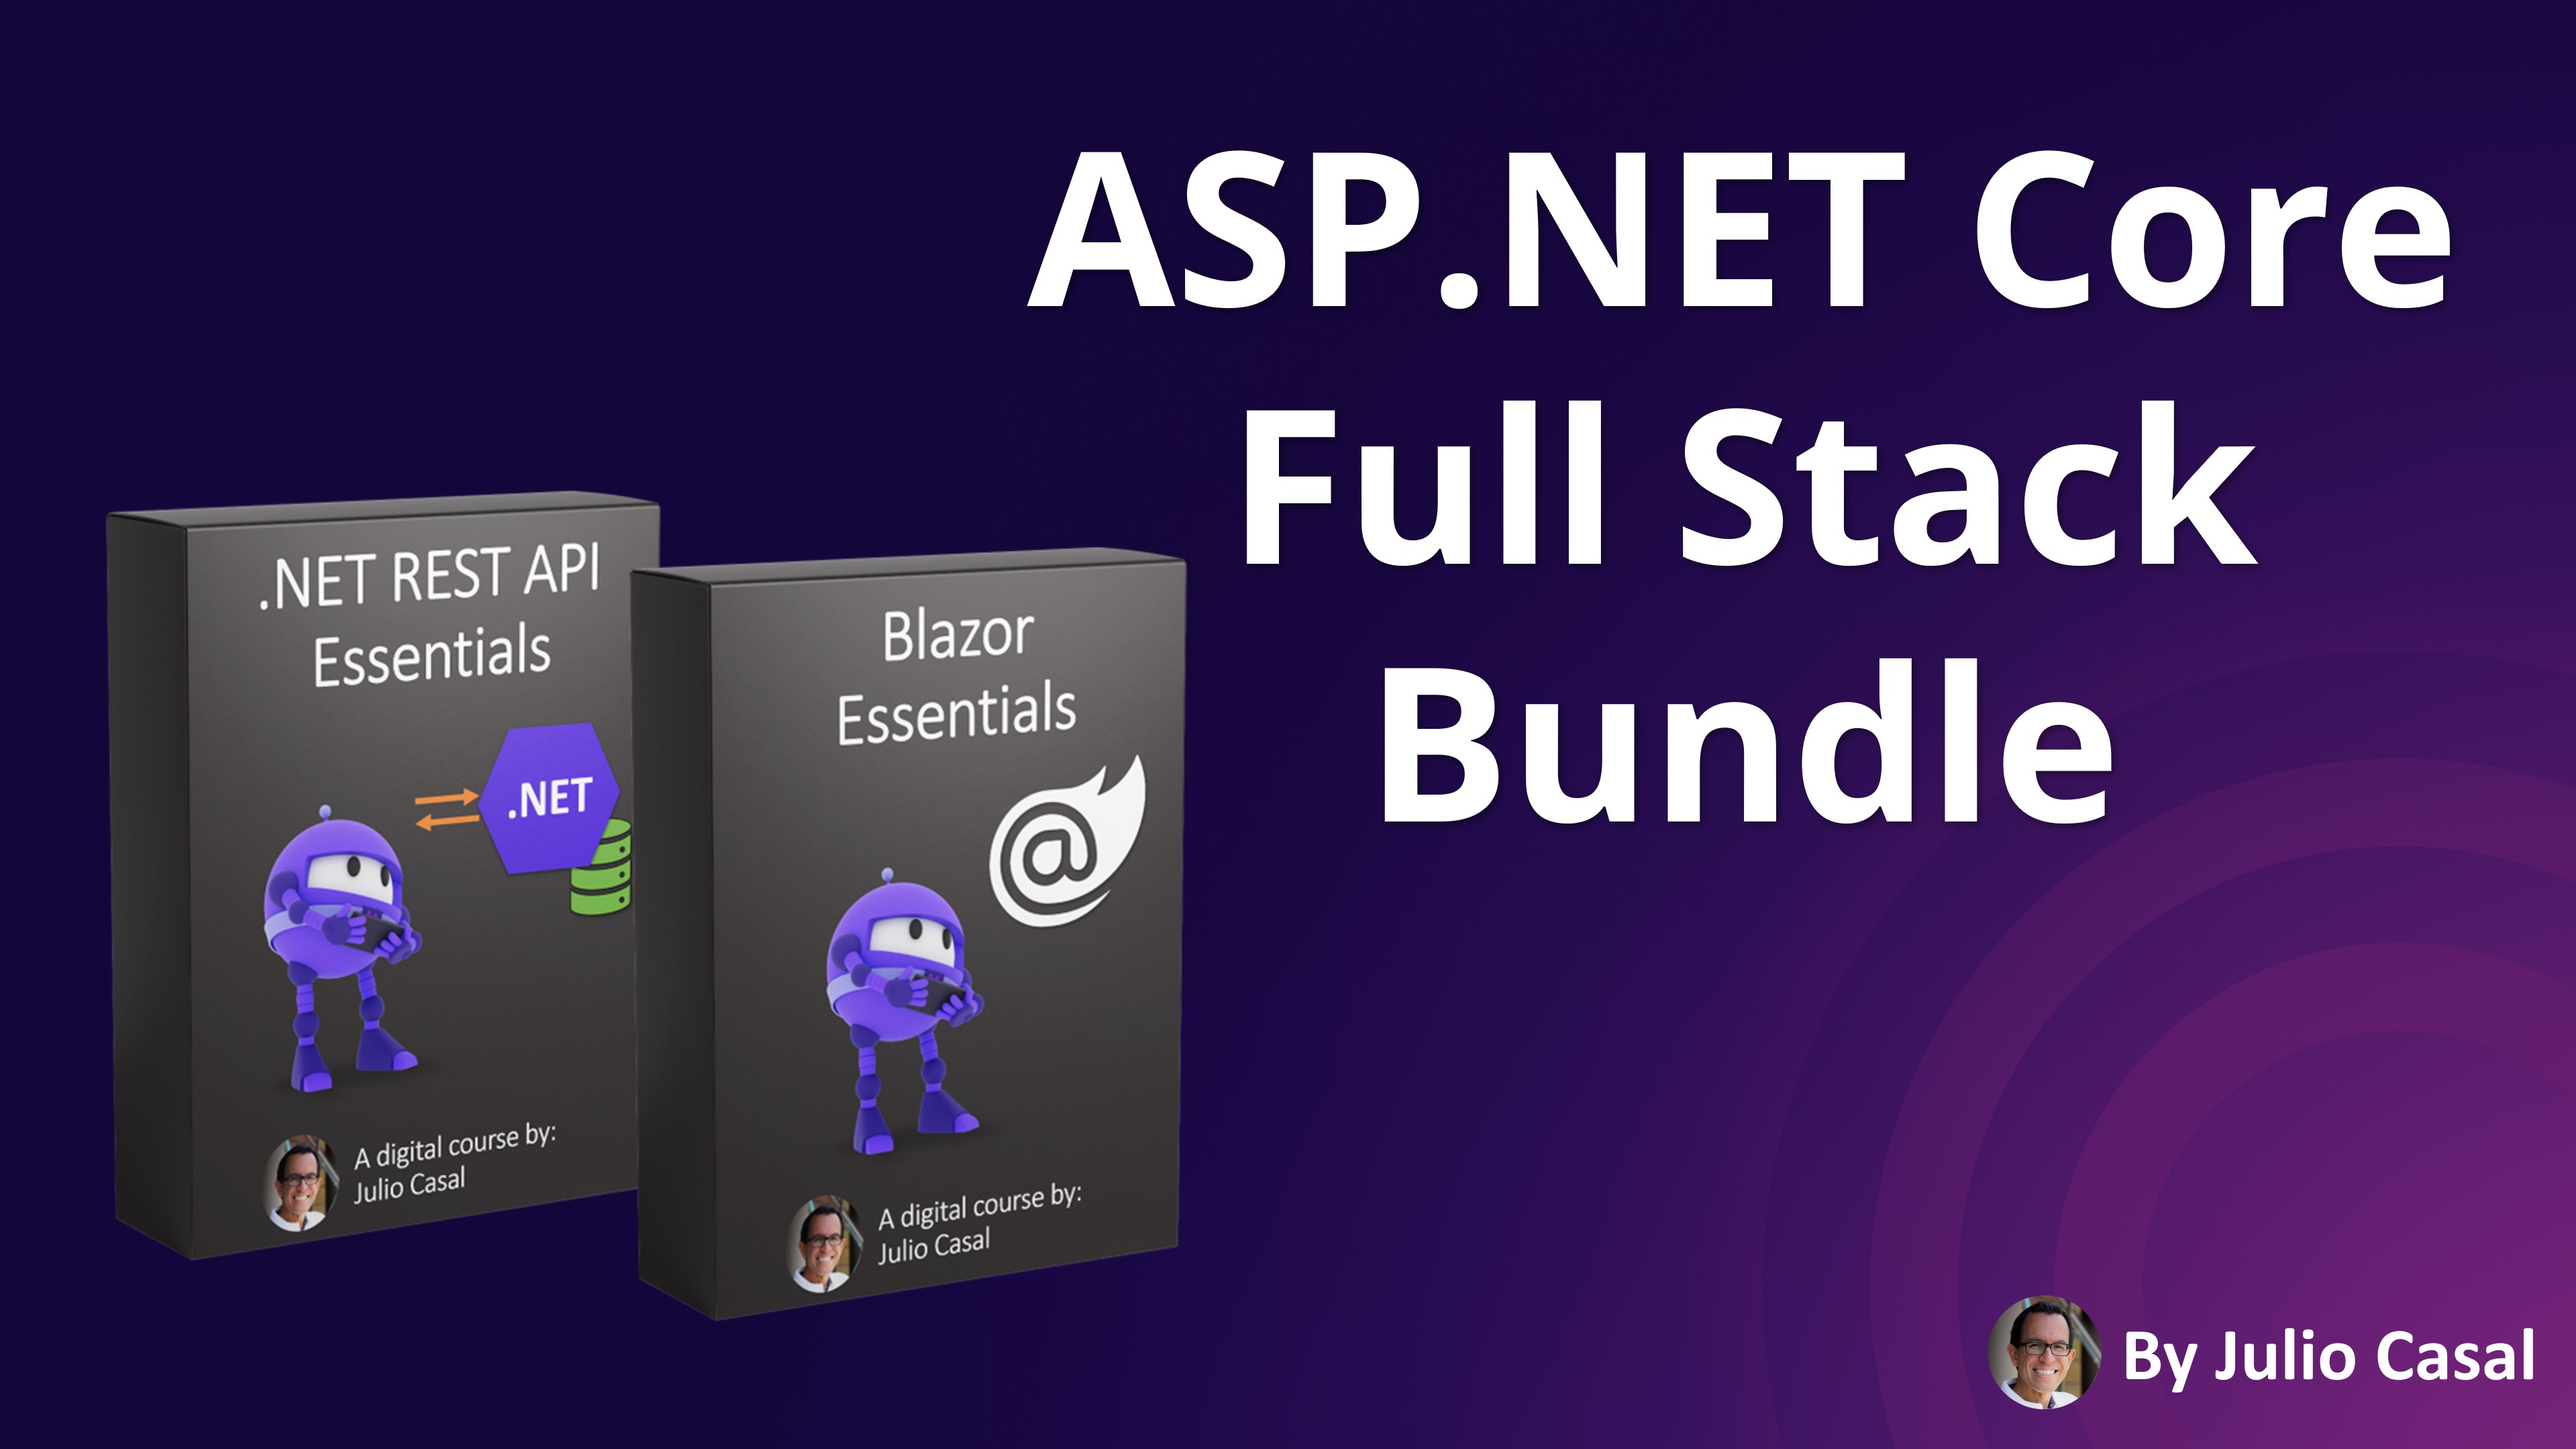 ASP.NET Core
Full Stack
Bundle
.NET REST API
Essentials
.NET
A digital course by:
Julio Casal
Blazor
Essentials
@
A digital course by:
Julio Casal
By Julio Casal